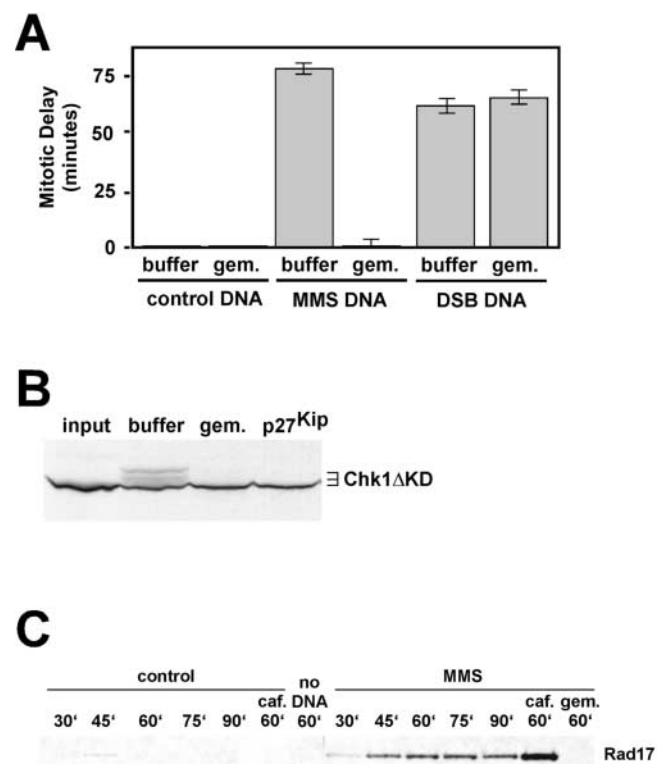 A
Mitotic Delay
(minutes)
75
50
25
0
buffer gem. buffer gem. buffer gem.
control DNA MMS DNA DSB DNA
B
input buffer gem. p27Kip
Chk1ΔKD
C
control no DNA MMS
caf. caf. gem.
30‘ 45‘ 60‘ 75‘ 90‘ 60‘ 60‘ 30‘ 45‘ 60‘ 75‘ 90‘ 60‘ 60‘
Rad17